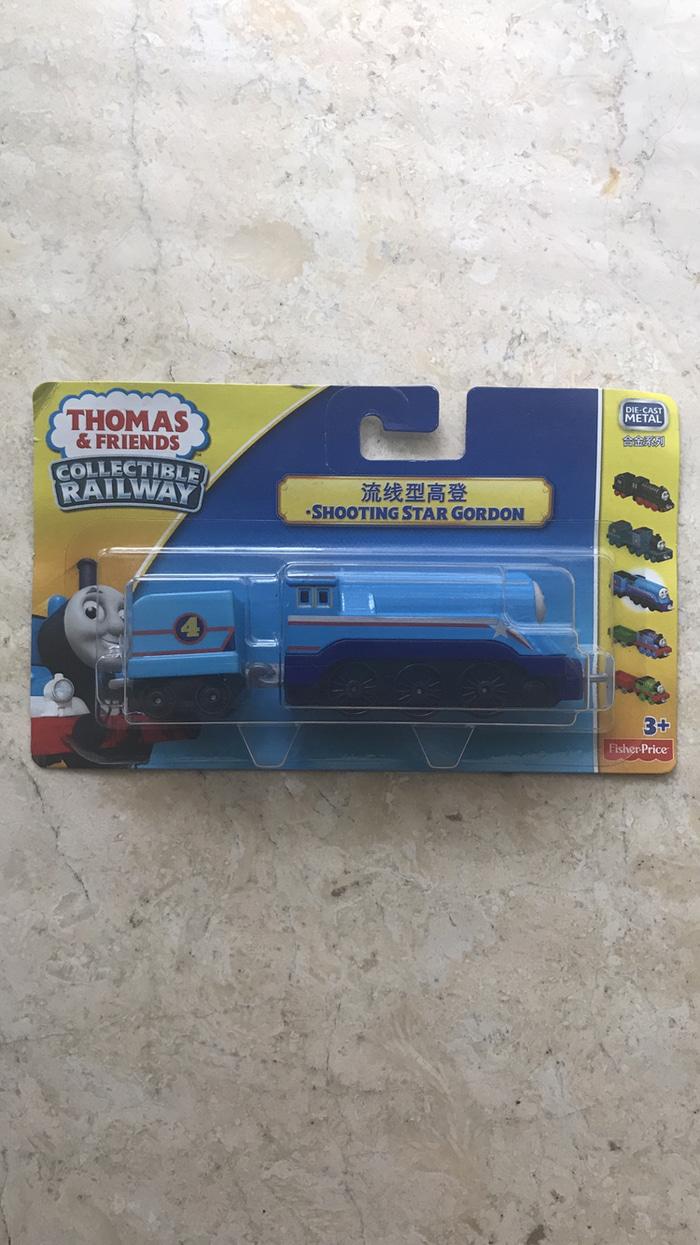 THOMAS
& FRIENDS
COLLECTIBLE
RAILWAY
流线型高登
·SHOOTING STAR GORDON
DIE-CAST
METAL
合金系列
4
3+
Fisher-Price